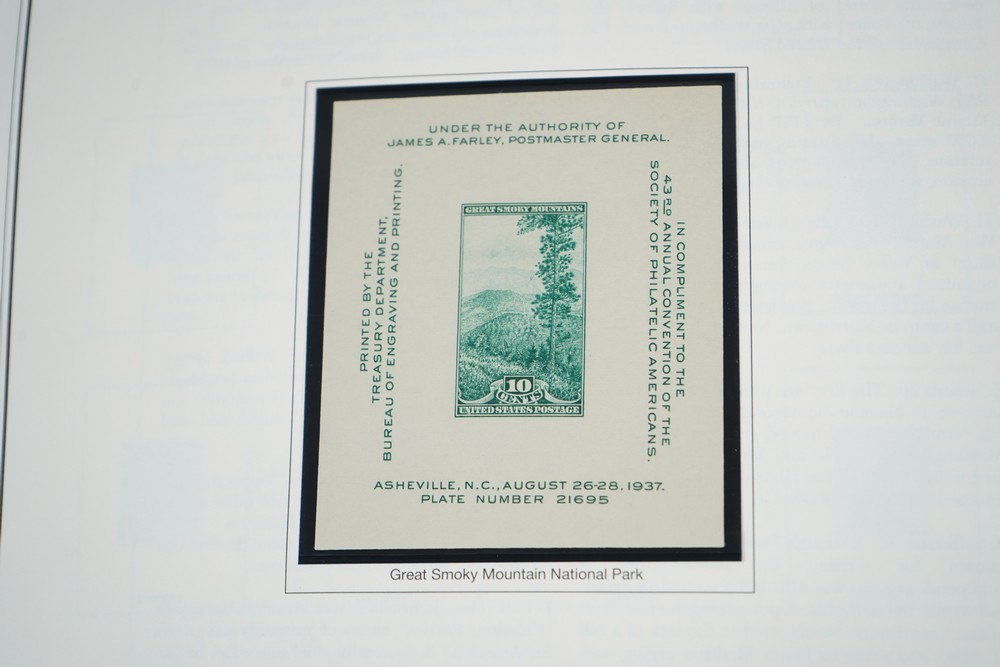 UNDER THE AUTHORITY OF
JAMES A. FARLEY, POSTMASTER GENERAL.
PRINTED BY THE
TREASURY DEPARTMENT,
BUREAU OF ENGRAVING AND PRINTING.
GREAT SMOKY MOUNTAINS
10
CENTS
UNITED STATES POSTAGE
IN COMPLIMENT TO THE
43RD ANNUAL CONVENTION OF THE
SOCIETY OF PHILATELIC AMERICANS.
ASHEVILLE, N.C., AUGUST 26-28, 1937.
PLATE NUMBER 21695
Great Smoky Mountain National Park